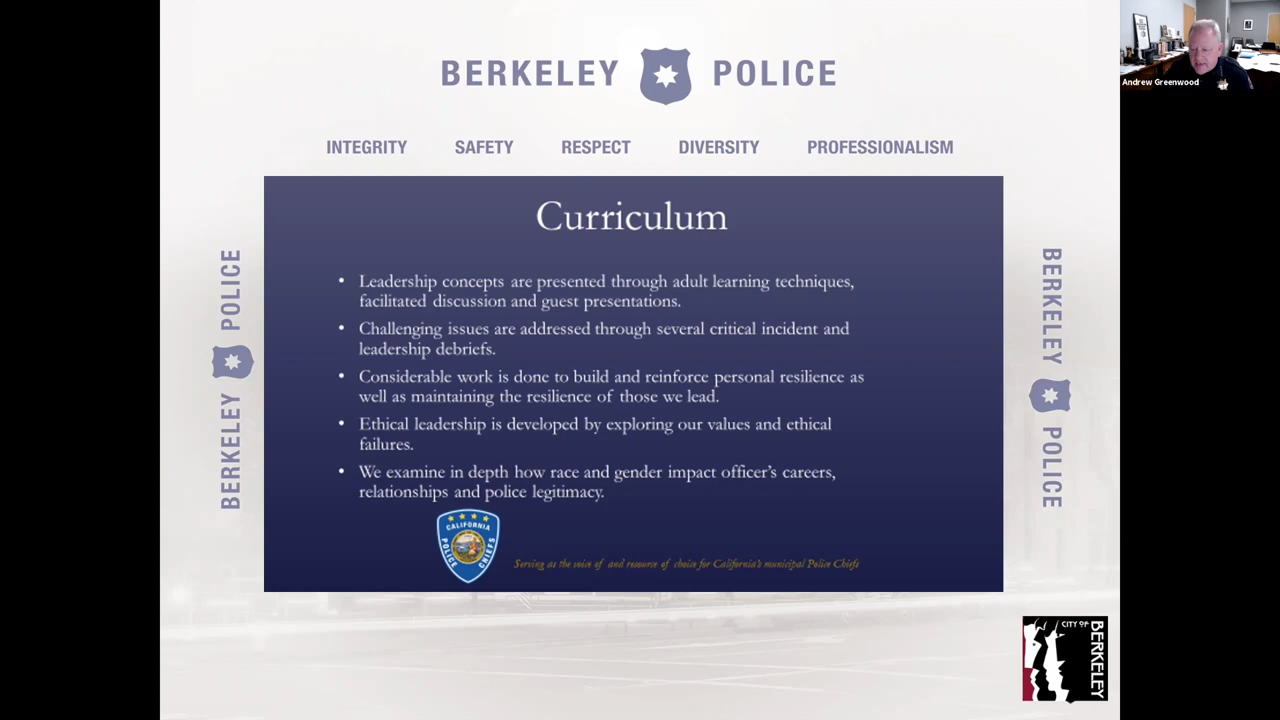 BERKELEY POLICE
Andrew Greenwood
INTEGRITY SAFETY RESPECT DIVERSITY PROFESSIONALISM
Curriculum
• Leadership concepts are presented through adult learning techniques,
facilitated discussion and guest presentations.
• Challenging issues are addressed through several critical incident and
leadership debriefs.
• Considerable work is done to build and reinforce personal resilience as
well as maintaining the resilience of those we lead.
• Ethical leadership is developed by exploring our values and ethical
failures.
• We examine in depth how race and gender impact officer's careers,
relationships and police legitimacy.
CALIFORNIA
POLICE CHIEFS
Serving as the voice of and resource of choice for California's municipal Police Chiefs
BERKELEY POLICE
BERKELEY POLICE
CITY OF
BERKELEY